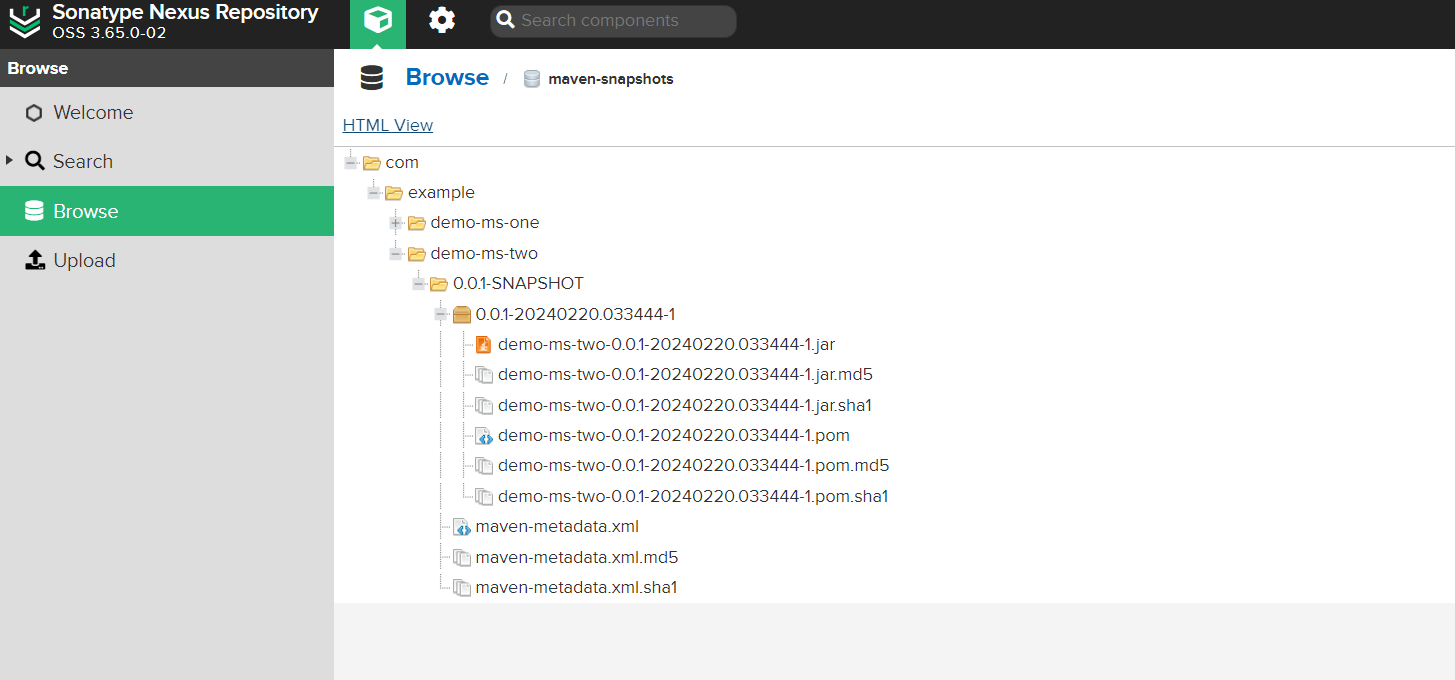 Sonatype Nexus Repository
OSS 3.65.0-02
Search components
Browse
Welcome
Search
Browse
Upload
Browse / maven-snapshots
HTML View
com
example
demo-ms-one
demo-ms-two
0.0.1-SNAPSHOT
0.0.1-20240220.033444-1
demo-ms-two-0.0.1-20240220.033444-1.jar
demo-ms-two-0.0.1-20240220.033444-1.jar.md5
demo-ms-two-0.0.1-20240220.033444-1.jar.sha1
demo-ms-two-0.0.1-20240220.033444-1.pom
demo-ms-two-0.0.1-20240220.033444-1.pom.md5
demo-ms-two-0.0.1-20240220.033444-1.pom.sha1
maven-metadata.xml
maven-metadata.xml.md5
maven-metadata.xml.sha1